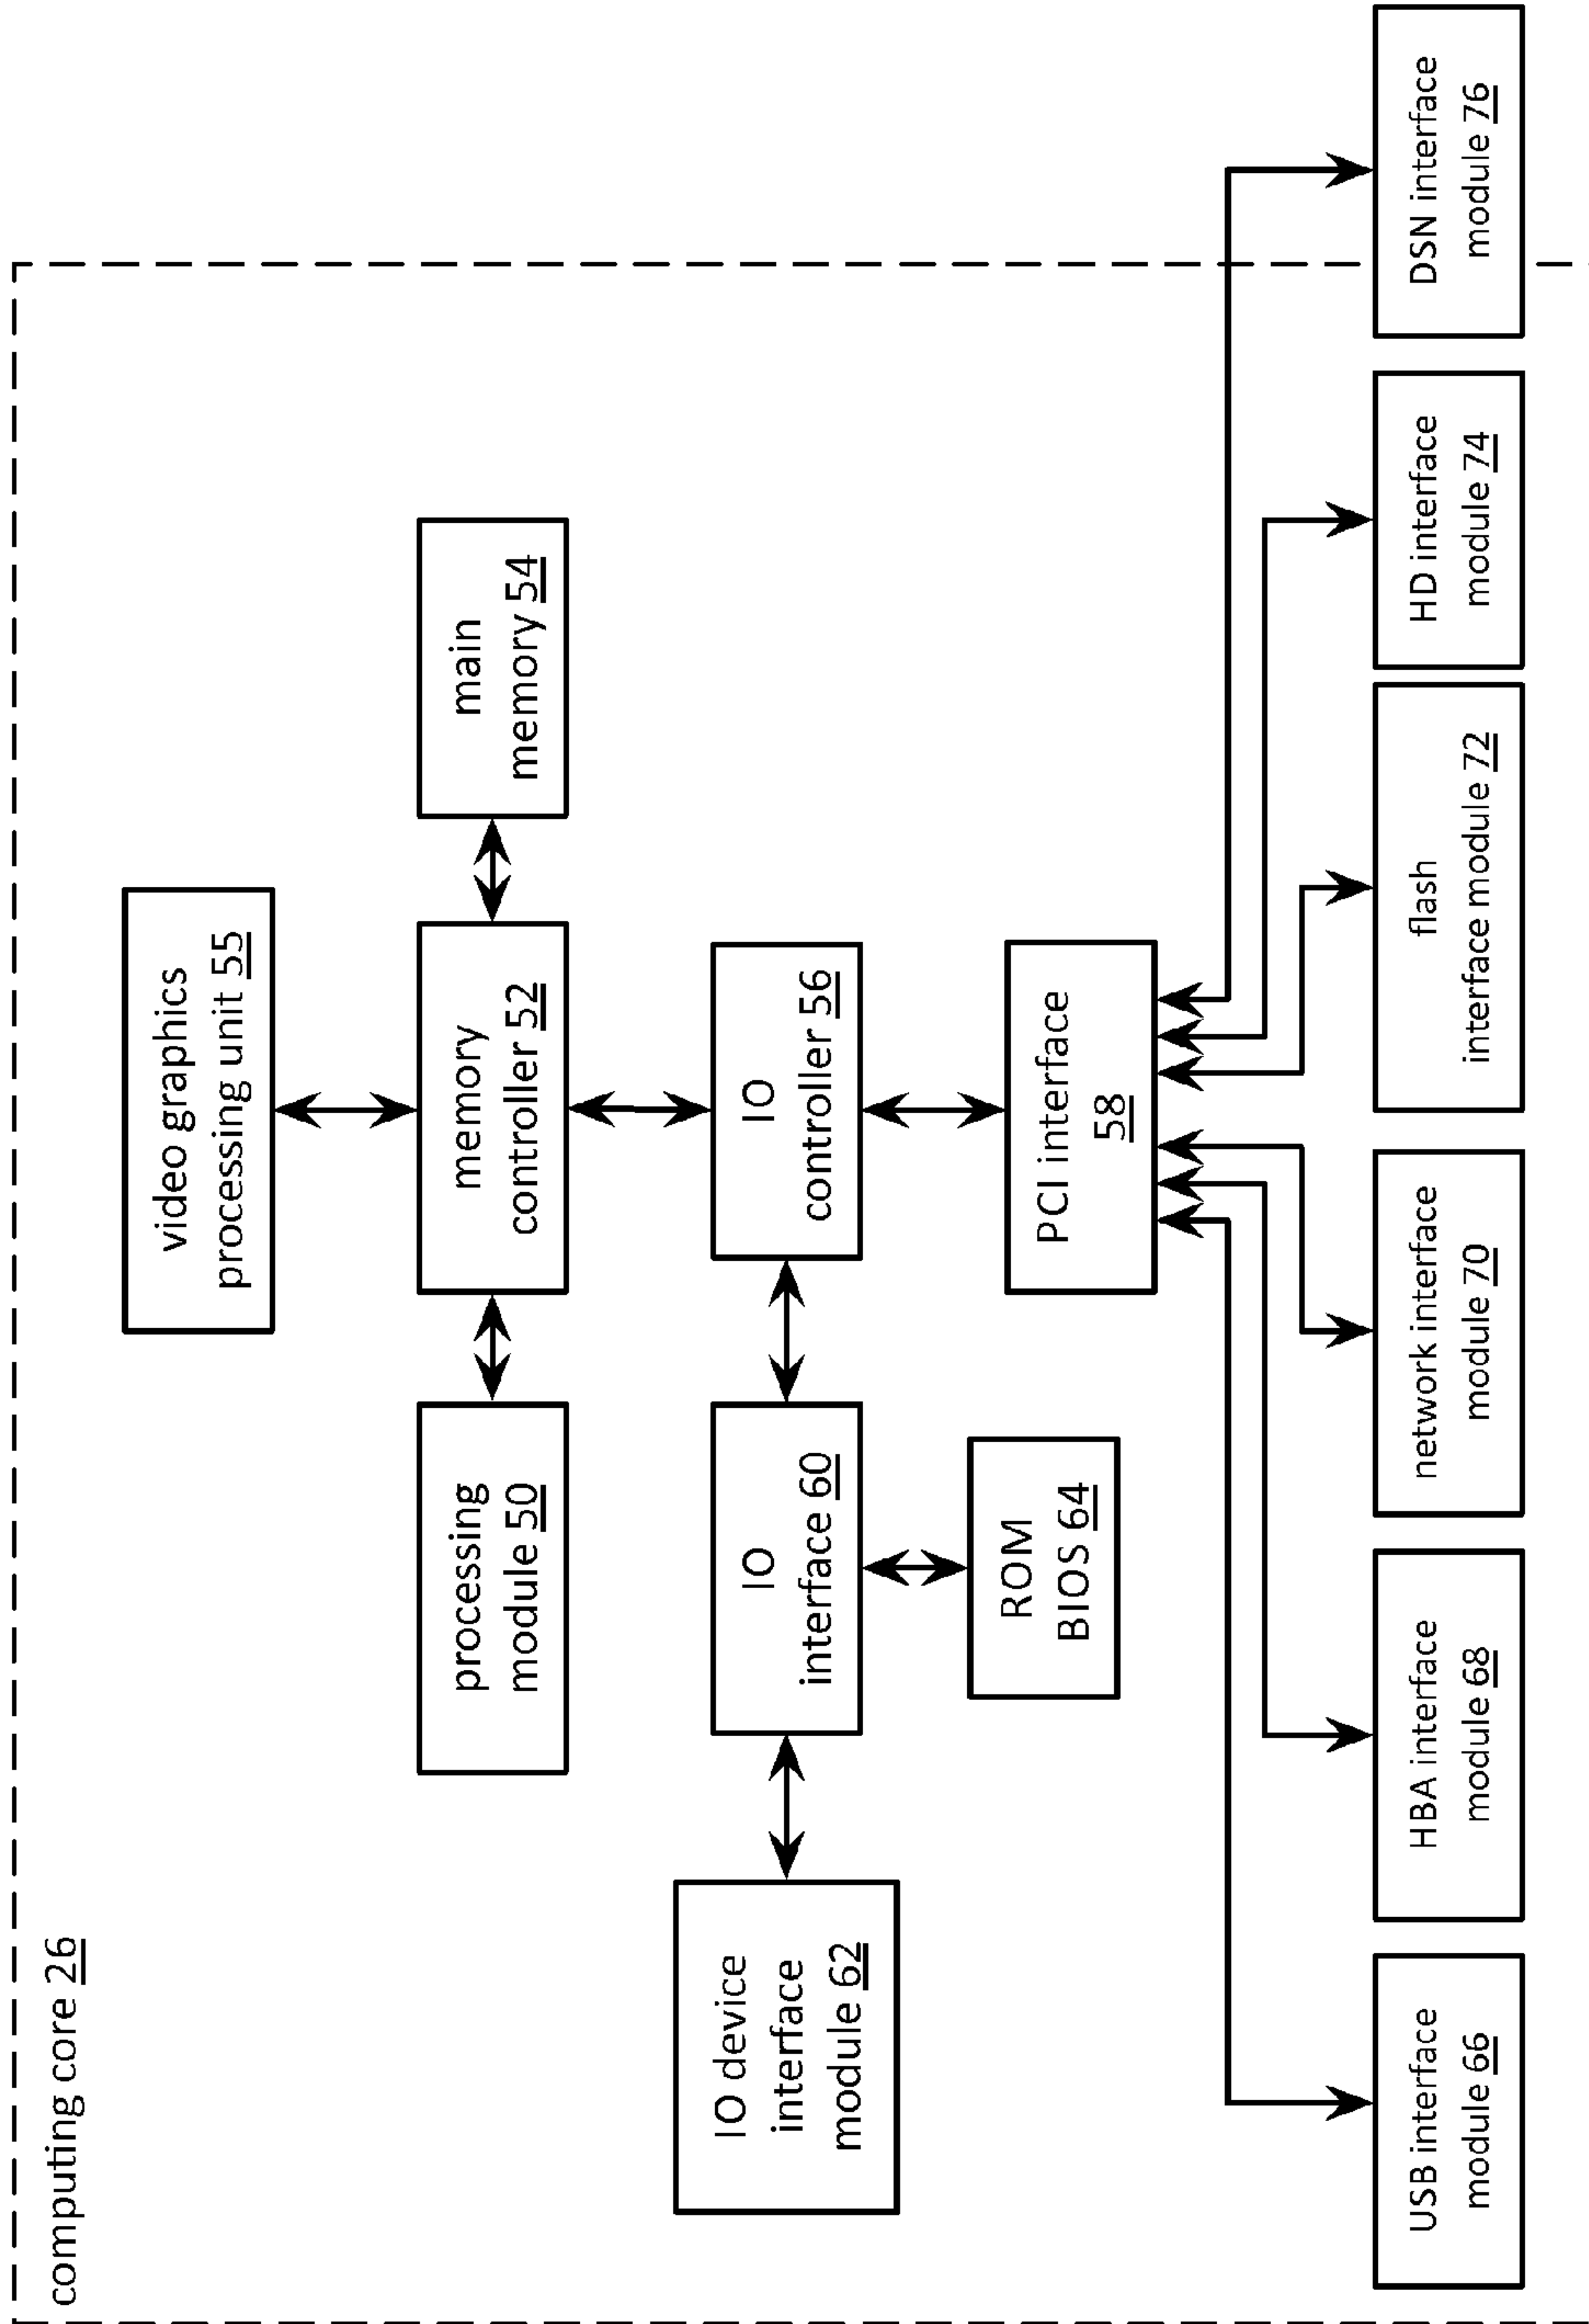 computing core 26
video graphics
processing unit 55
processing
module 50
memory
controller 52
main
memory 54
IO device
interface
module 62
IO
interface 60
IO
controller 56
ROM
BIOS 64
PCI interface
58
USB interface
module 66
HBA interface
module 68
network interface
module 70
flash
interface module 72
HD interface
module 74
DSN interface
module 76